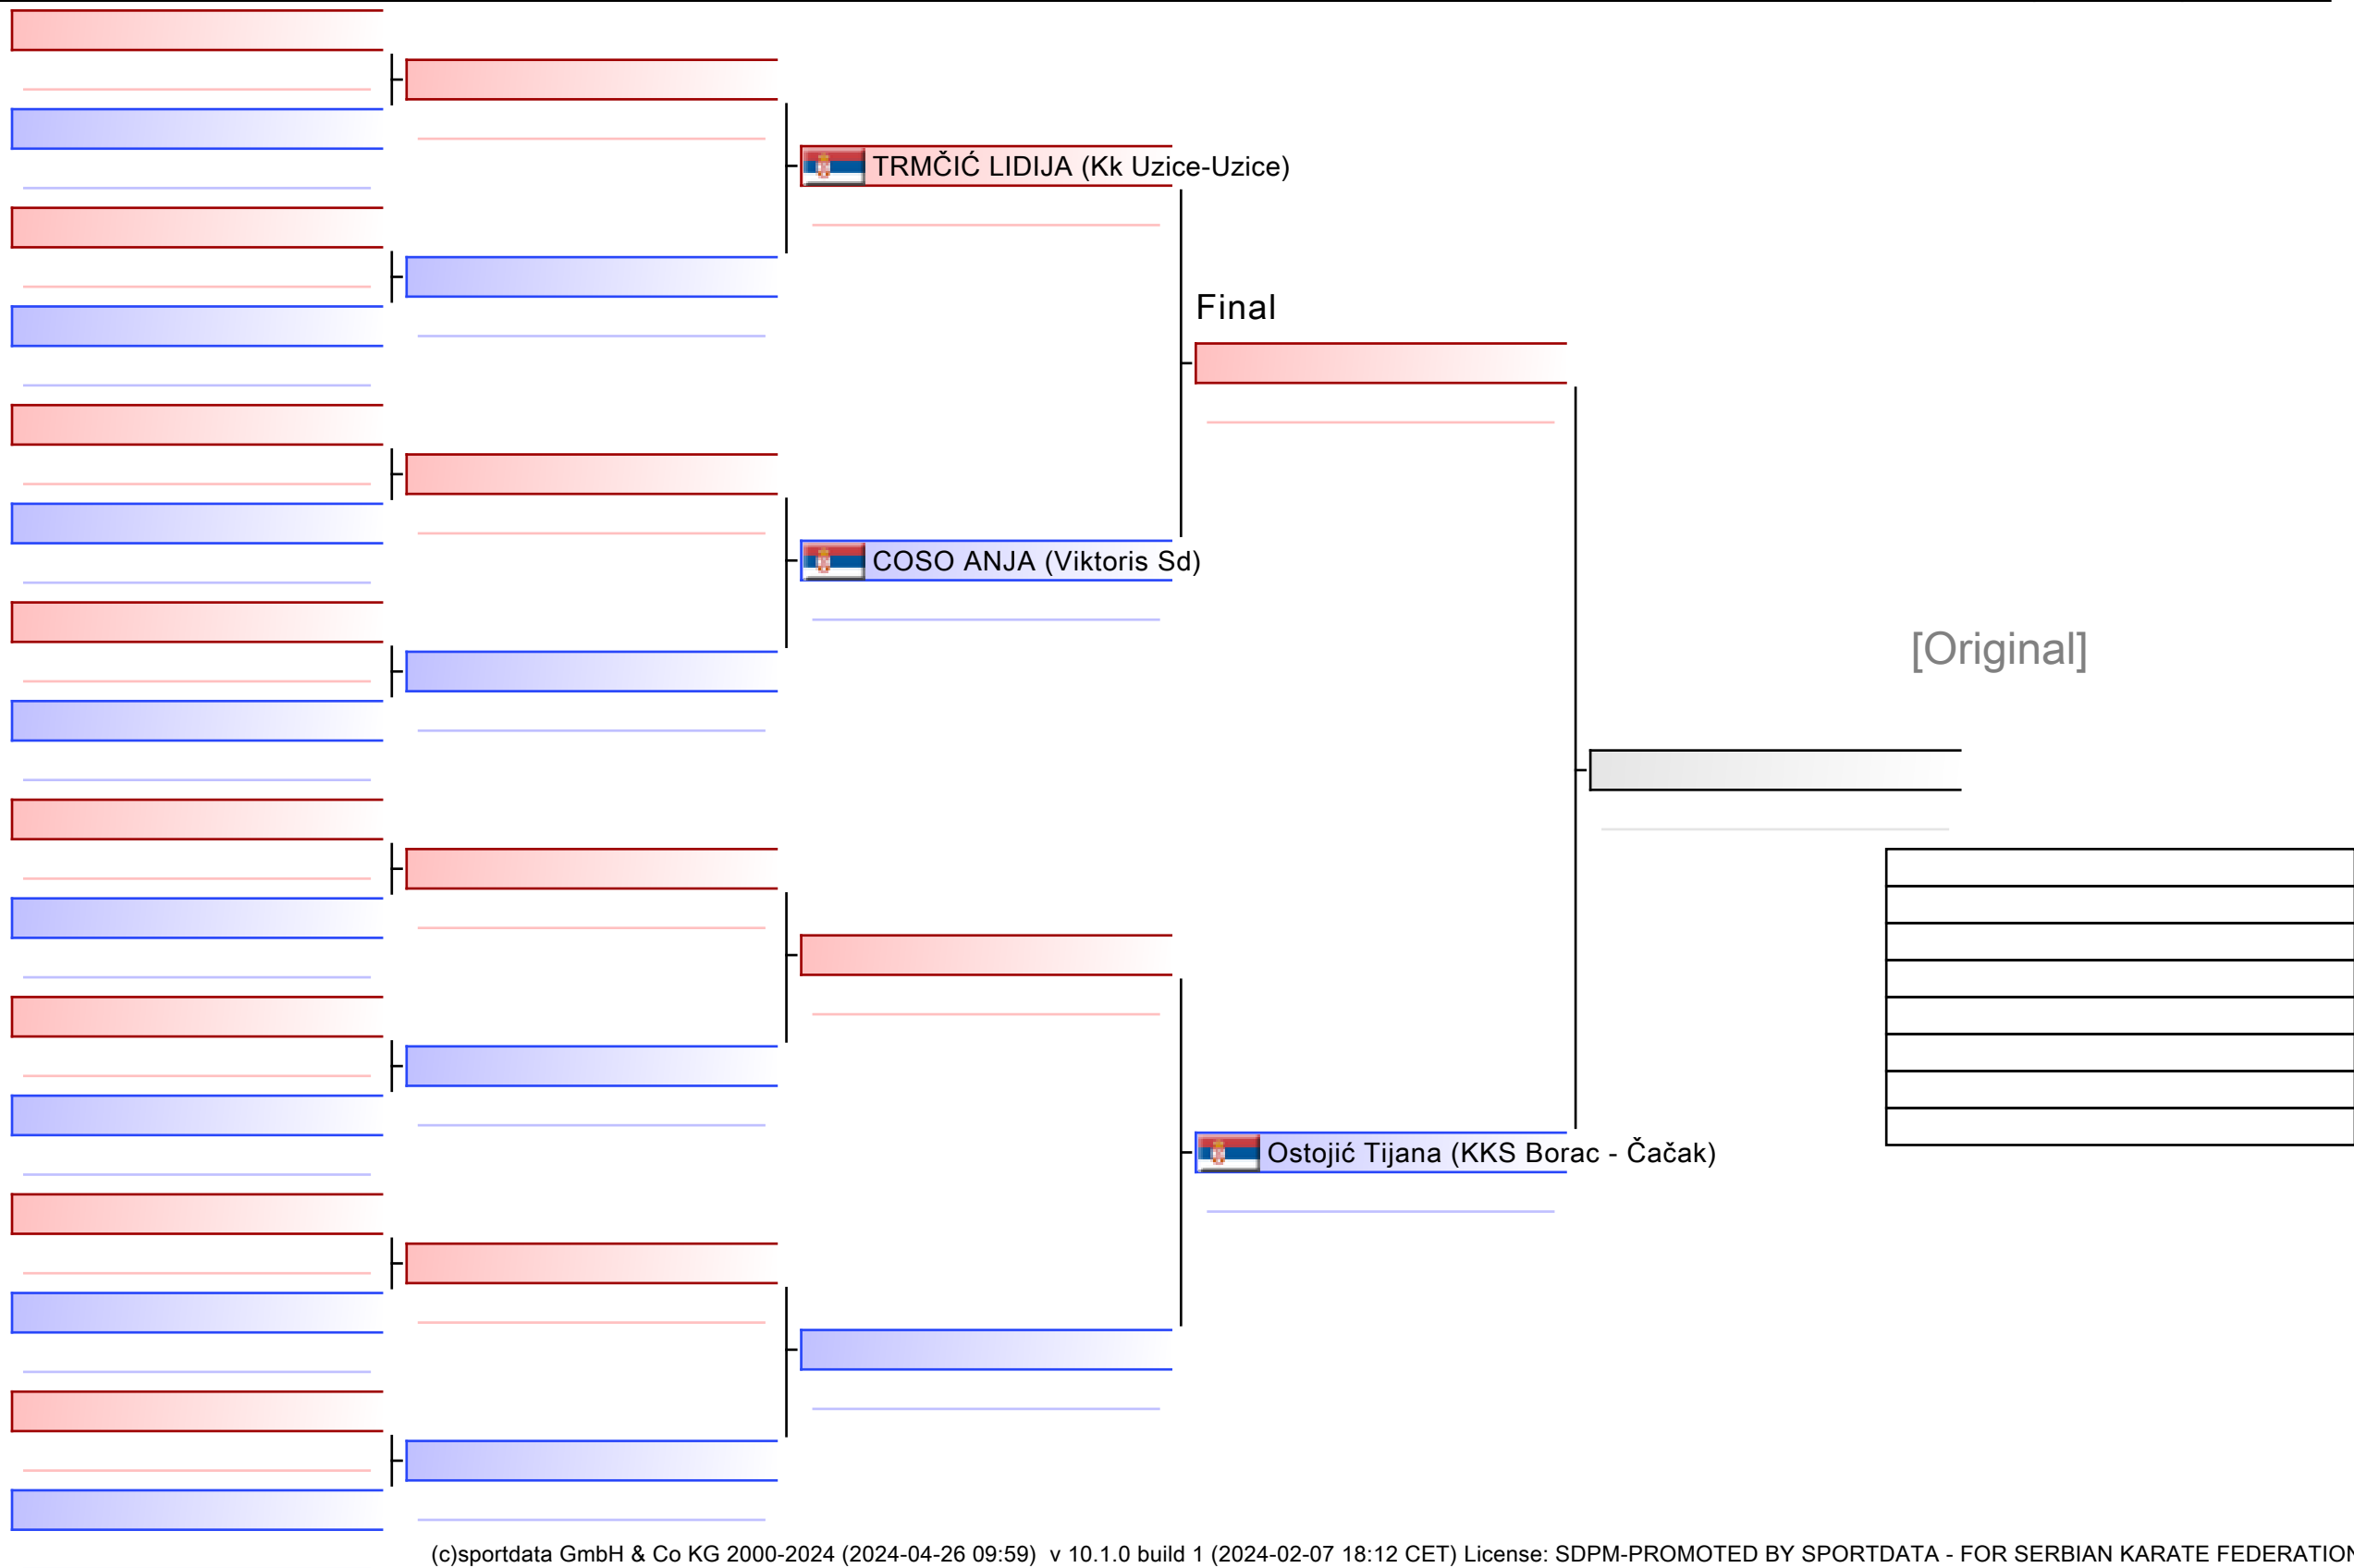 TRMČIĆ LIDIJA (Kk Uzice-Uzice)
Final
COSO ANJA (Viktoris Sd)
[Original]
Ostojić Tijana (KKS Borac - Čačak)
(c)sportdata GmbH & Co KG 2000-2024 (2024-04-26 09:59) v 10.1.0 build 1 (2024-02-07 18:12 CET) License: SDPM-PROMOTED BY SPORTDATA - FOR SERBIAN KARATE FEDERATION